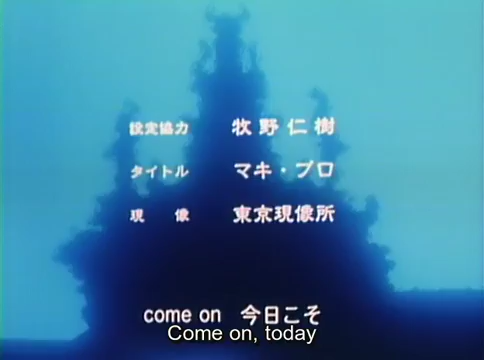 設定協力 牧野仁樹
タイトル マキ・プロ
現像 東京現像所
come on 今日こそ
Come on, today